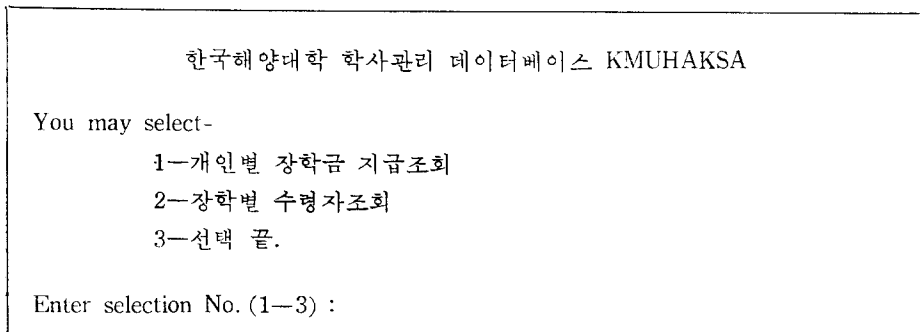 한국해양대학 학사관리 데이터베이스 KMUHAKSA
You may select-
1—개인별 장학금 지급조회
2—장학별 수령자조회
3—선택 끝.
Enter selection No. (1—3) :